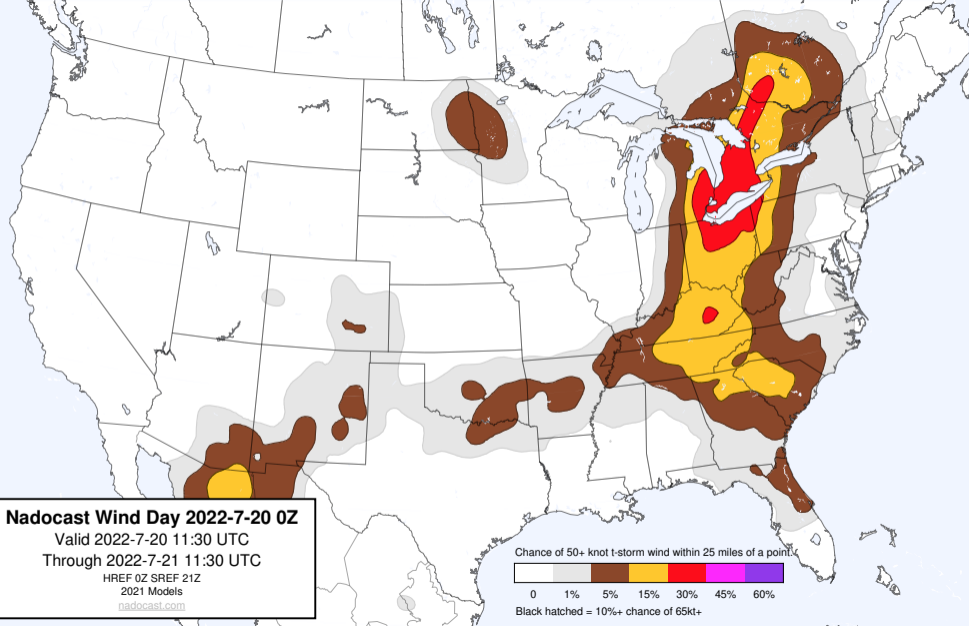 Nadocast Wind Day 2022-7-20 0Z
Valid 2022-7-20 11:30 UTC
Through 2022-7-21 11:30 UTC
HREF 0Z SREF 21Z
2021 Models
nadocast.com
Chance of 50+ knot t-storm wind within 25 miles of a point.
0 1% 5% 15% 30% 45% 60%
Black hatched = 10%+ chance of 65kt+